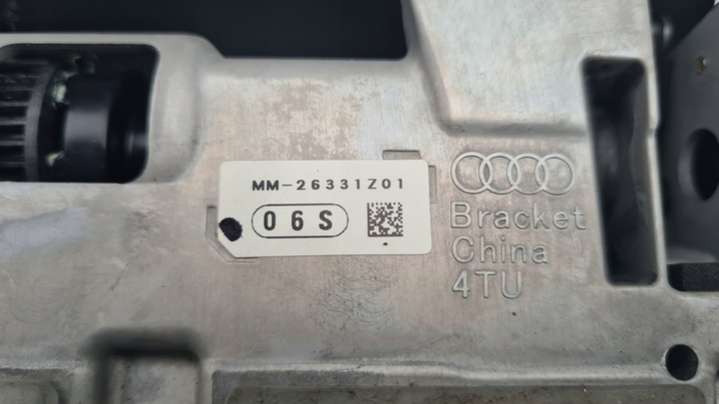 MM-26331Z01
06S
Bracket
China
4TU